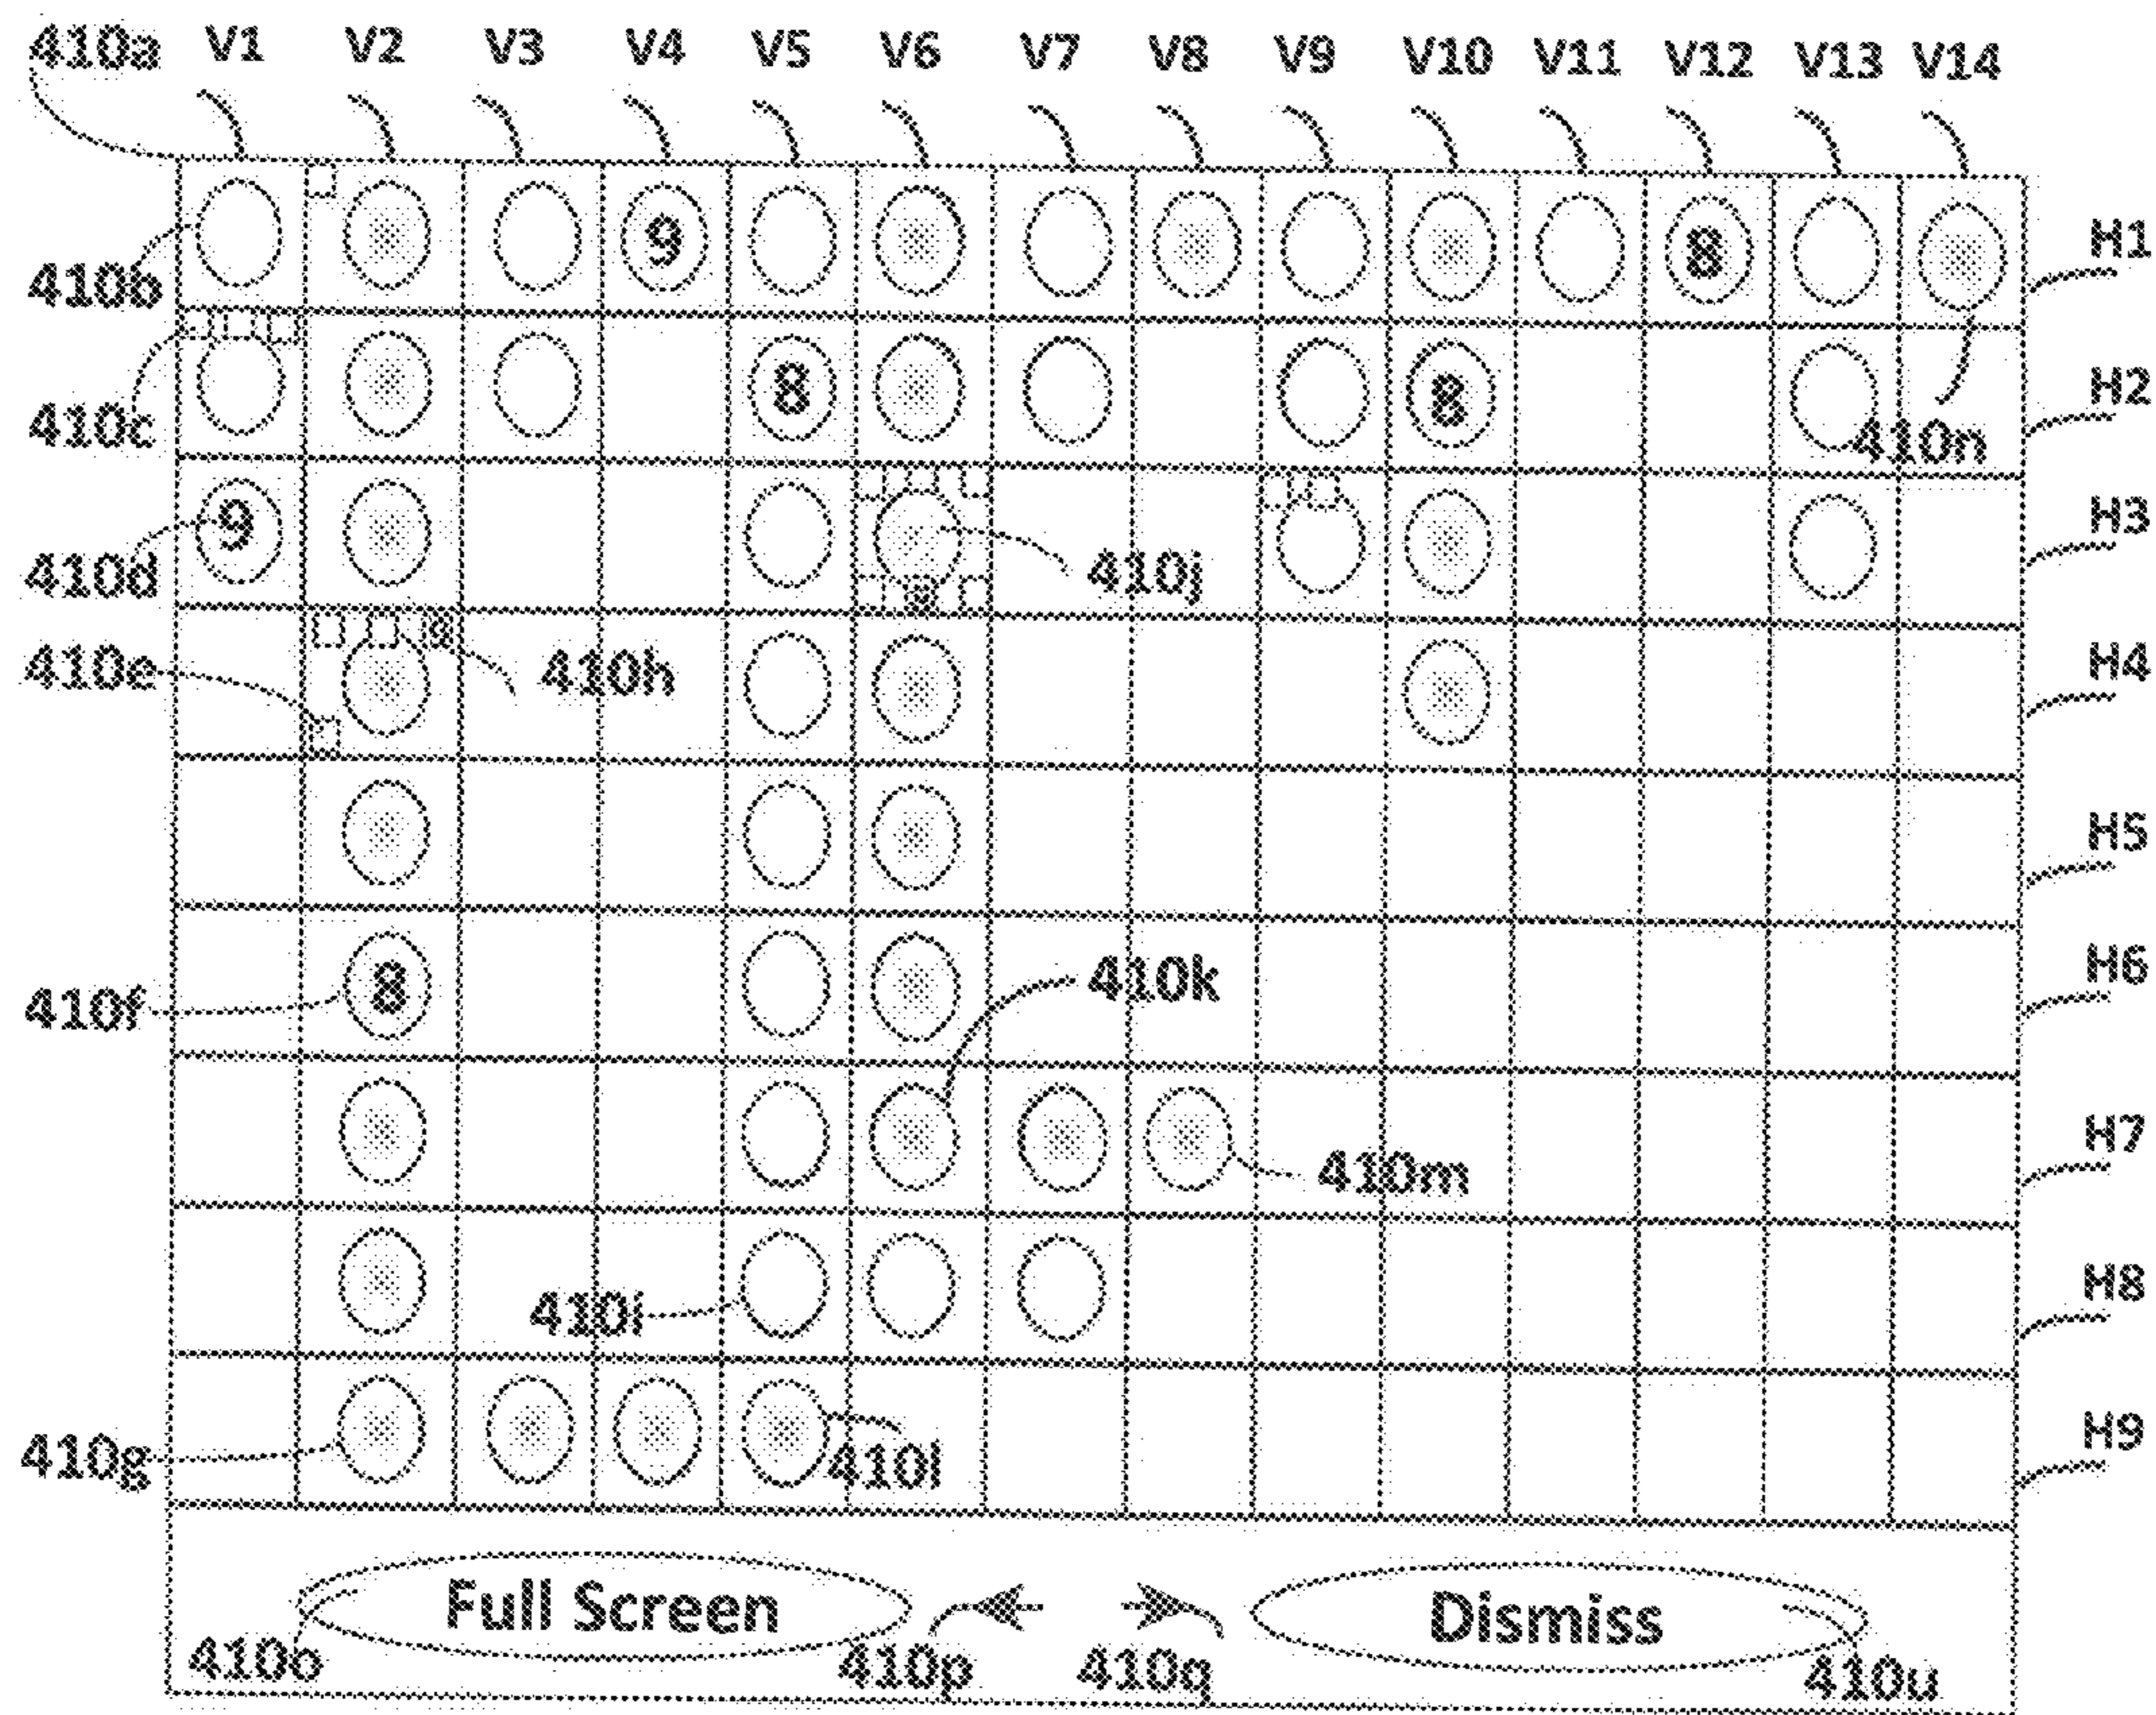 410a V1 V2 V3 V4 V5 V6 V7 V8 V9 V10 V11 V12 V13 V14
9 8 H1
410b
8 8 H2
410c 410n
9 H3
410d 410j
9
9
410e 410h H4
H5
8 410k H6
410f
H7
410m
H8
410i
H9
410g 410l
Full Screen Dismiss
410o 410p 410q 410u